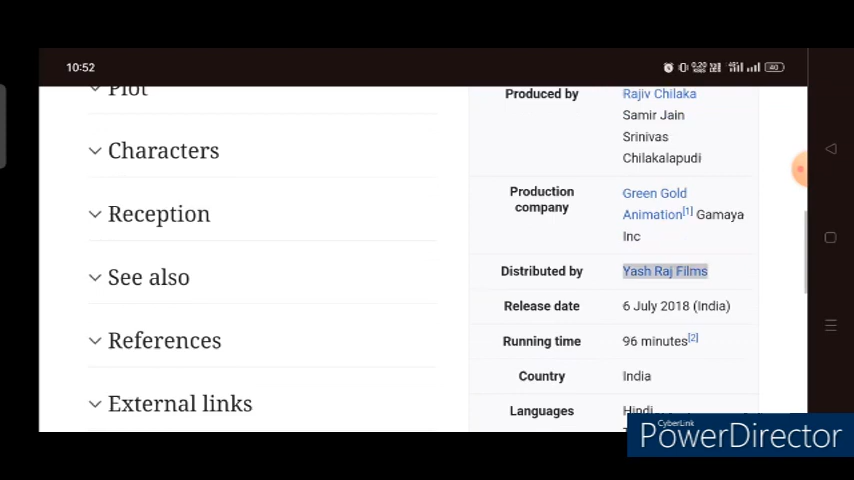 10:52
40
Plot
Characters
Reception
See also
References
External links
Produced by
Rajiv Chilaka
Samir Jain
Srinivas
Chilakalapudi
Production
company
Green Gold
Animation[1] Gamaya
Inc
Distributed by
Yash Raj Films
Release date
6 July 2018 (India)
Running time
96 minutes[2]
Country
India
Languages
Hindi
CyberLink
PowerDirector